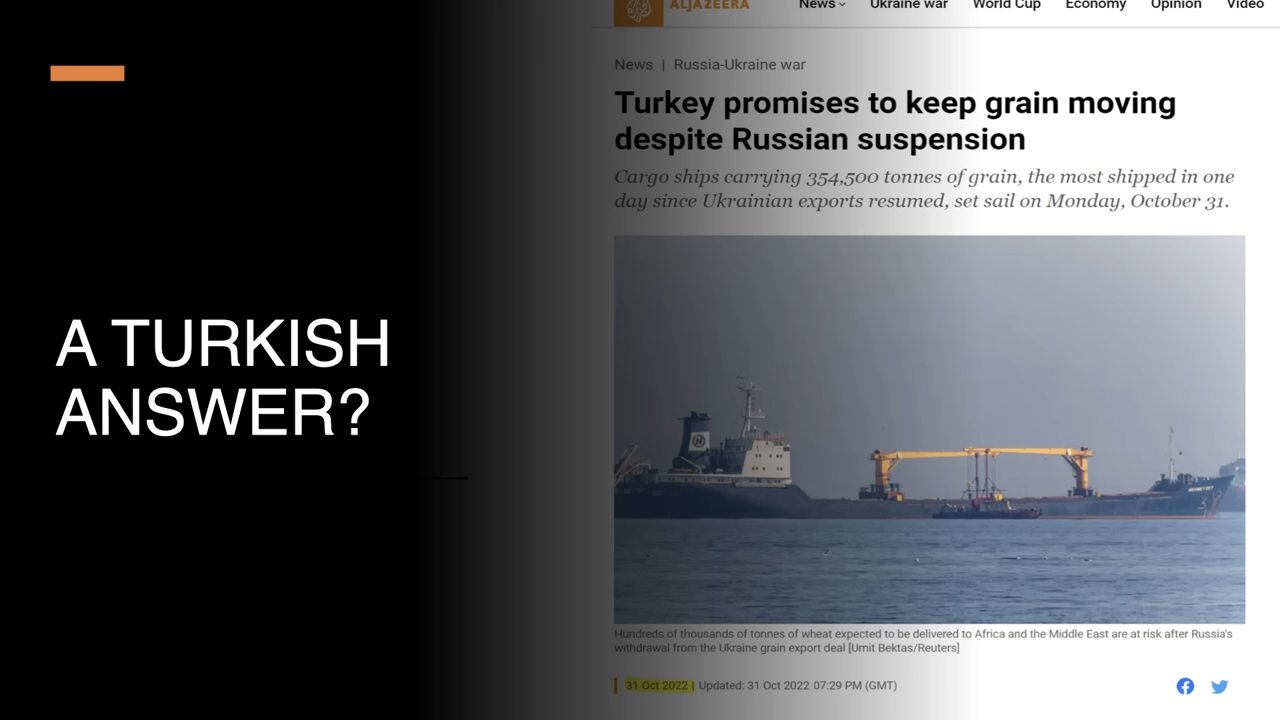 A TURKISH
ANSWER?
ALJAZEERA
News Ukraine war World Cup Economy Opinion Video
News | Russia-Ukraine war
Turkey promises to keep grain moving
despite Russian suspension
Cargo ships carrying 354,500 tonnes of grain, the most shipped in one
day since Ukrainian exports resumed, set sail on Monday, October 31.
Hundreds of thousands of tonnes of wheat expected to be delivered to Africa and the Middle East are at risk after Russia's
withdrawal from the Ukraine grain export deal [Umit Bektas/Reuters]
31 Oct 2022 | Updated: 31 Oct 2022 07:29 PM (GMT)